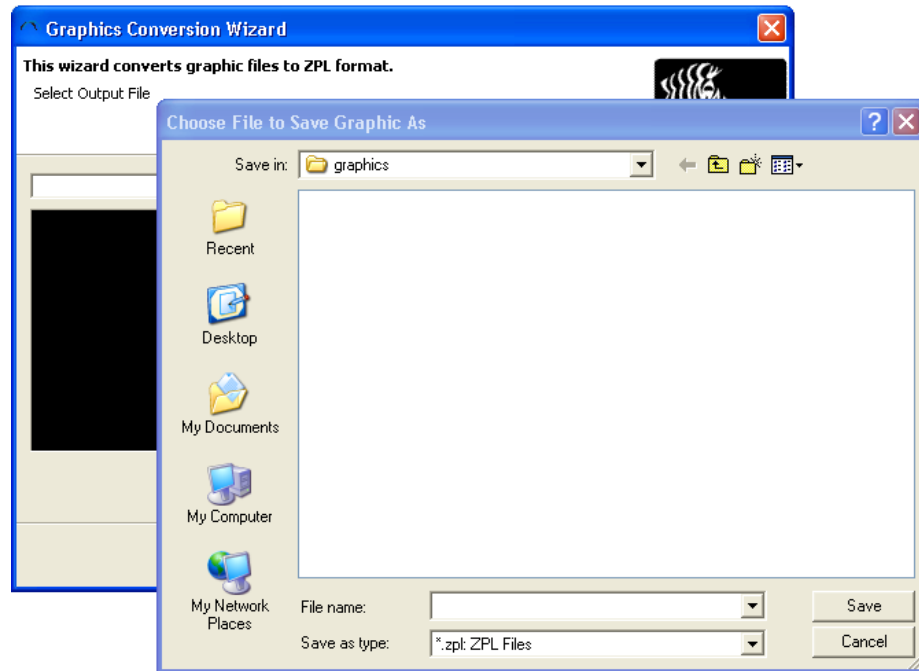 Graphics Conversion Wizard
This wizard converts graphic files to ZPL format.
Select Output File
Choose File to Save Graphic As
Save in:
graphics
Recent
Desktop
My Documents
My Computer
My Network
Places
File name:
Save
Save as type:
*.zpl: ZPL Files
Cancel